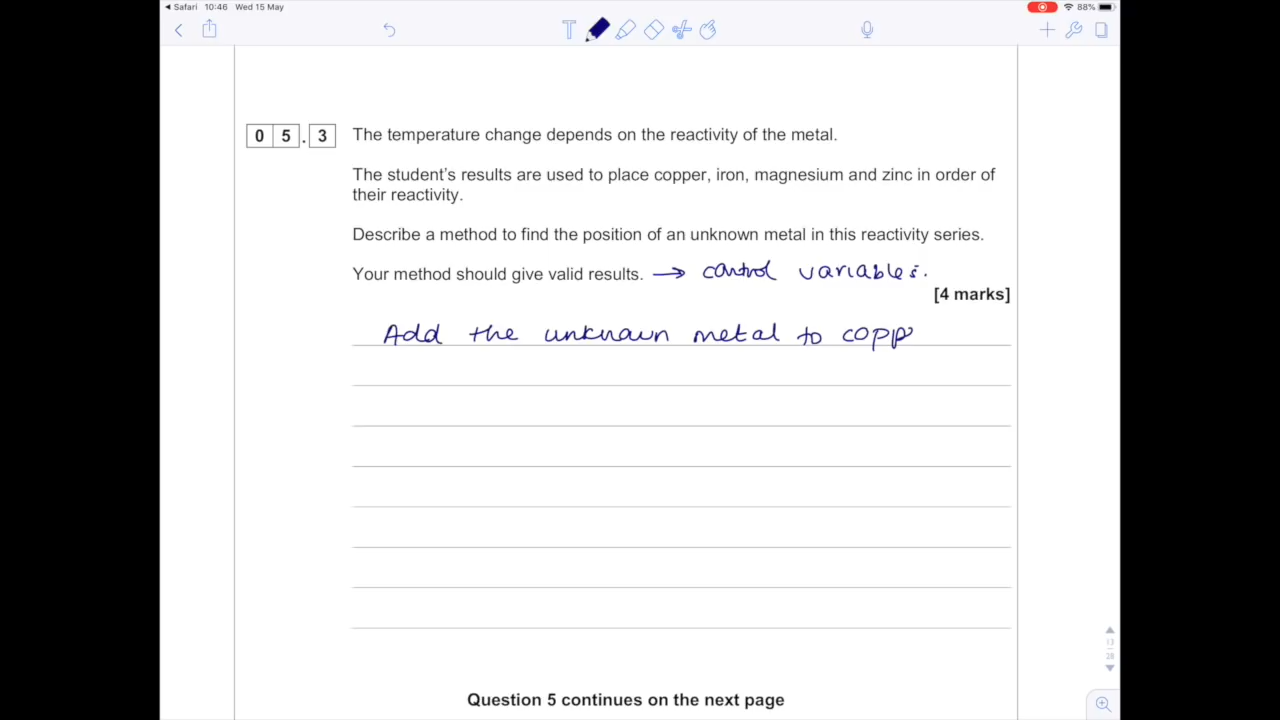 Safari 10:46 Wed 15 May 88%
T
05.3 The temperature change depends on the reactivity of the metal.
The student's results are used to place copper, iron, magnesium and zinc in order of
their reactivity.
Describe a method to find the position of an unknown metal in this reactivity series.
Your method should give valid results. → control variables.
[4 marks]
Add the unknown metal to copp
13
28
Question 5 continues on the next page